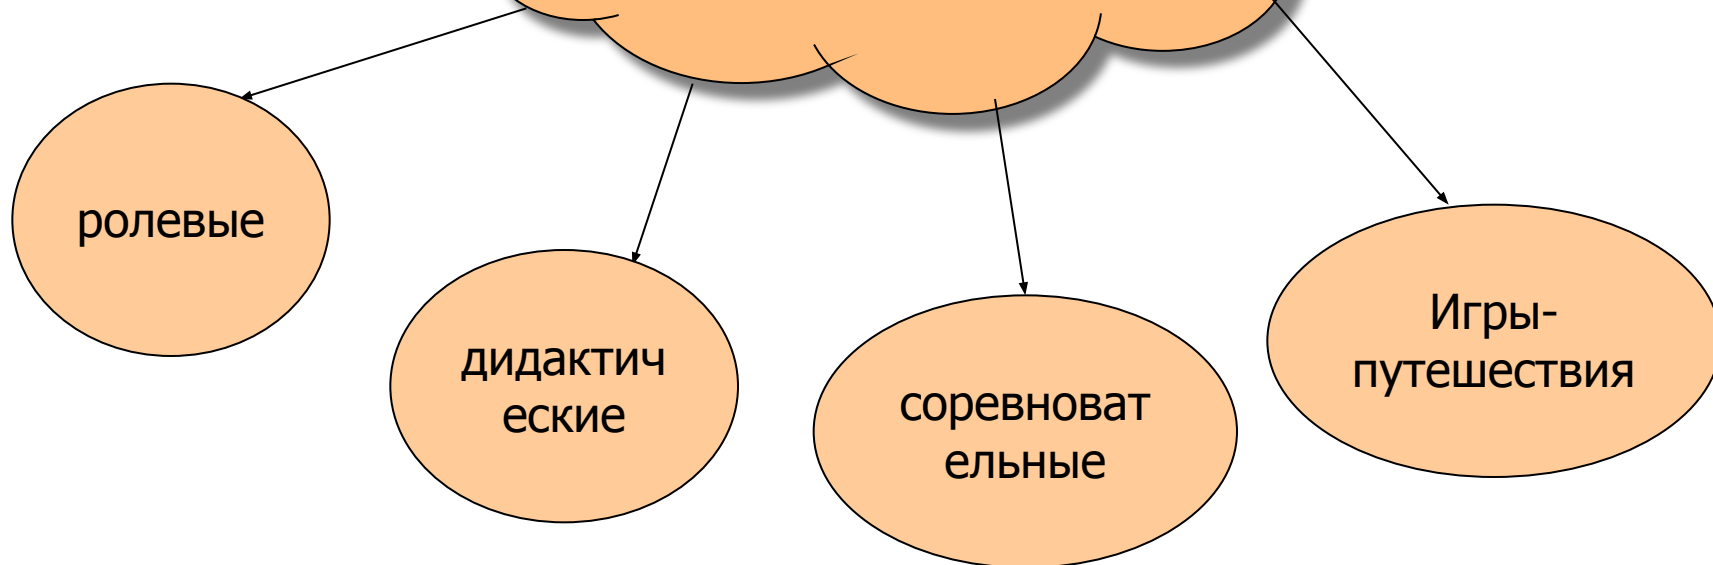 ролевые
дидактич
еские
соревноват
ельные
Игры-
путешествия